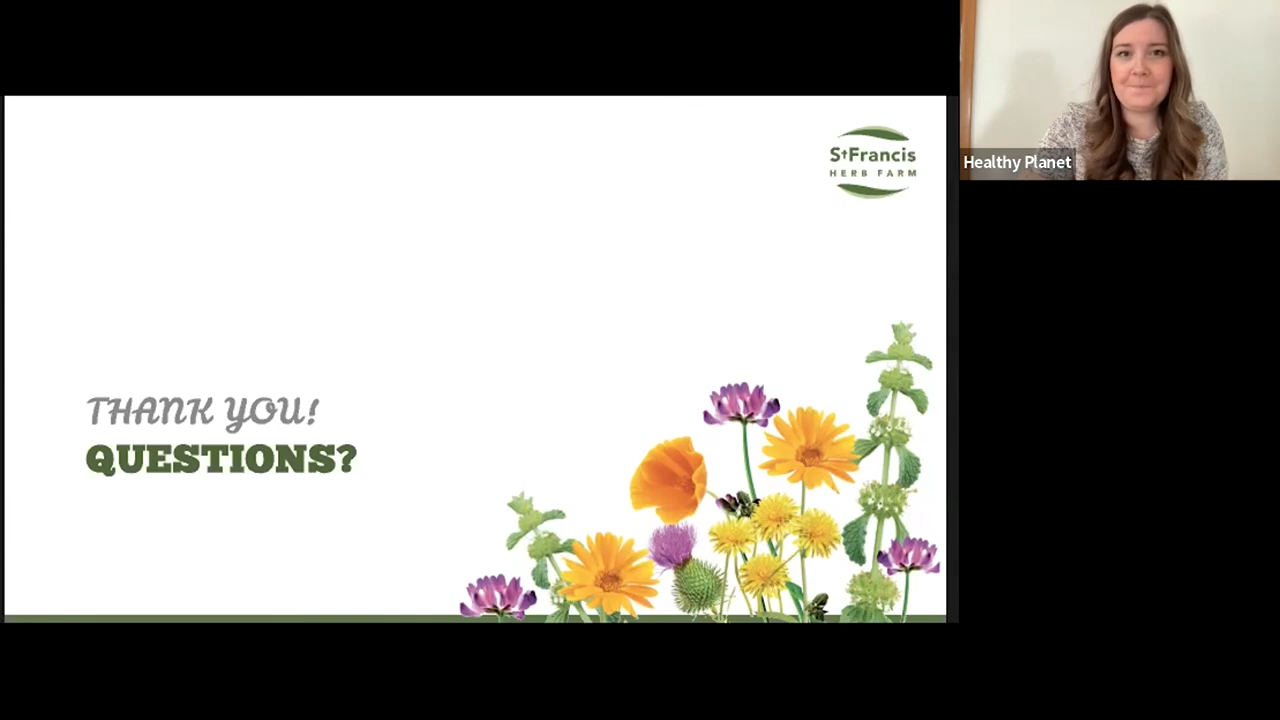 StFrancis
HERB FARM
THANK YOU!
QUESTIONS?
Healthy Planet